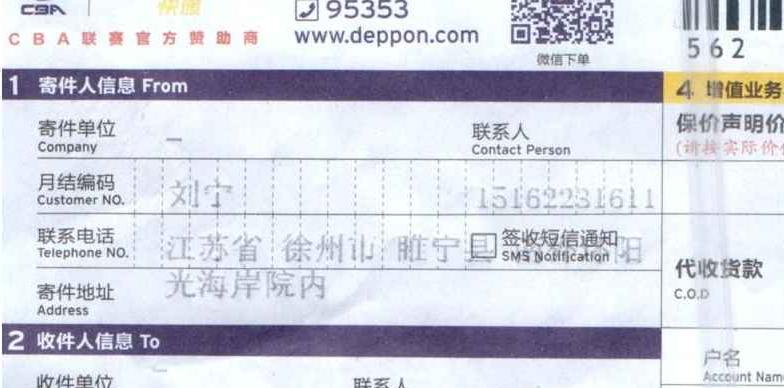 CBA 快递 95353
CBA联赛官方赞助商 www.deppon.com
微信下单
562
1 寄件人信息 From
4 增值业务
寄件单位
Company
联系人
Contact Person
保价声明价
(请按实际价
月结编码
Customer NO.
刘宁 15162231611
联系电话
Telephone NO.
签收短信通知
SMS Notification
江苏省 徐州市 睢宁县 阳
光海岸院内
寄件地址
Address
代收货款
C.O.D
2 收件人信息 To
户名
Account Nam
收件单位
联系人